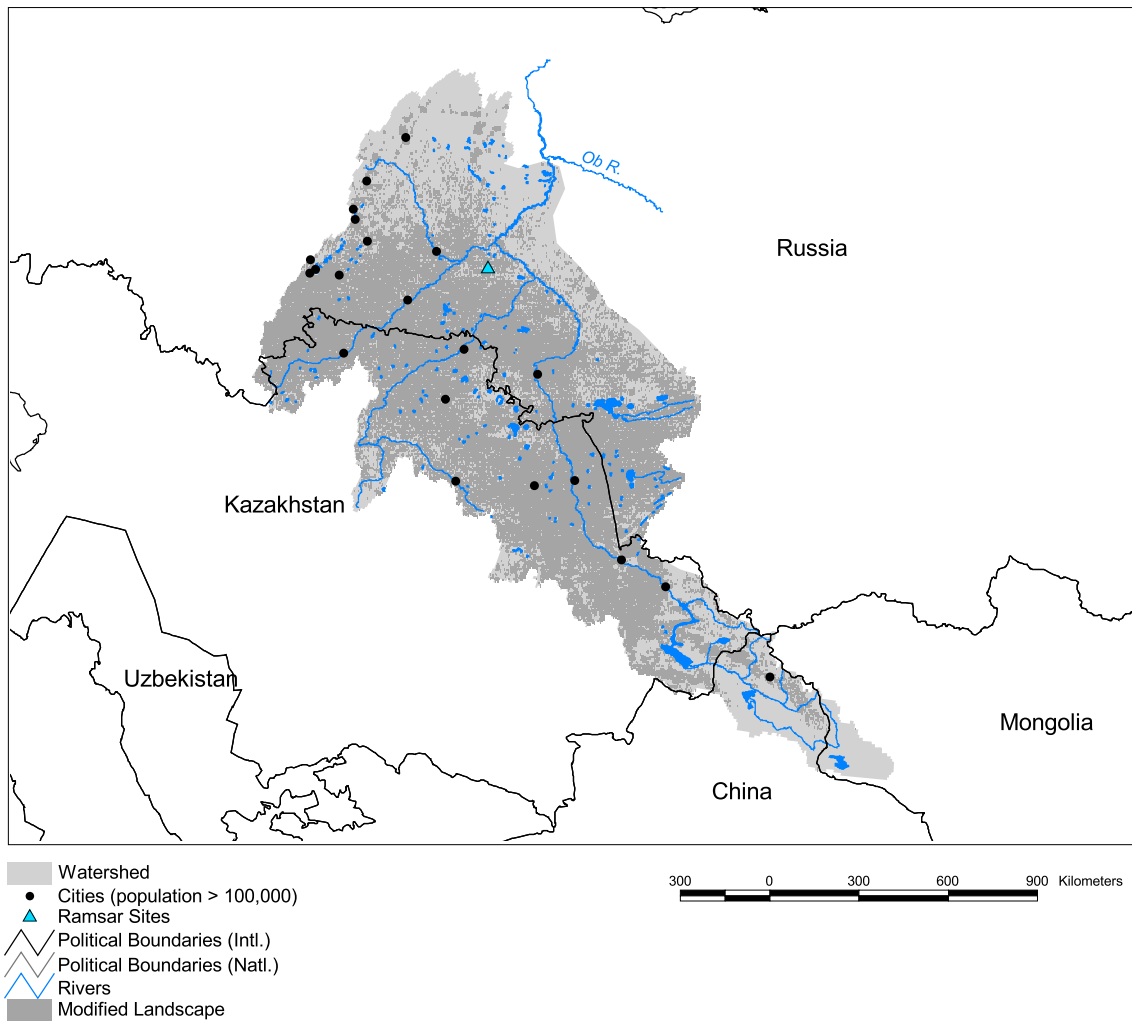 Ob R.
Russia
Kazakhstan
Uzbekistan
Mongolia
China
Watershed
Cities (population > 100,000)
Ramsar Sites
Political Boundaries (Intl.)
Political Boundaries (Natl.)
Rivers
Modified Landscape
300 0 300 600 900 Kilometers